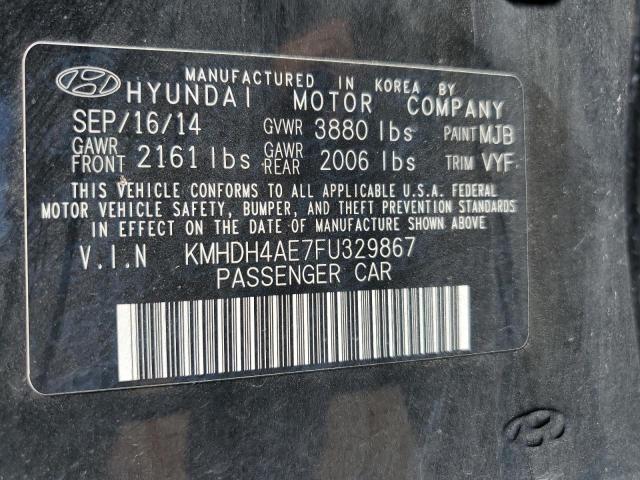 MANUFACTURED IN KOREA BY
HYUNDAI MOTOR COMPANY
SEP/16/14 GVWR 3880 lbs PAINT MJB
GAWR FRONT 2161 lbs GAWR REAR 2006 lbs TRIM VYF
THIS VEHICLE CONFORMS TO ALL APPLICABLE U.S.A. FEDERAL
MOTOR VEHICLE SAFETY, BUMPER, AND THEFT PREVENTION STANDARDS
IN EFFECT ON THE DATE OF MANUFACTURE SHOWN ABOVE
V.I.N KMHDH4AE7FU329867
PASSENGER CAR